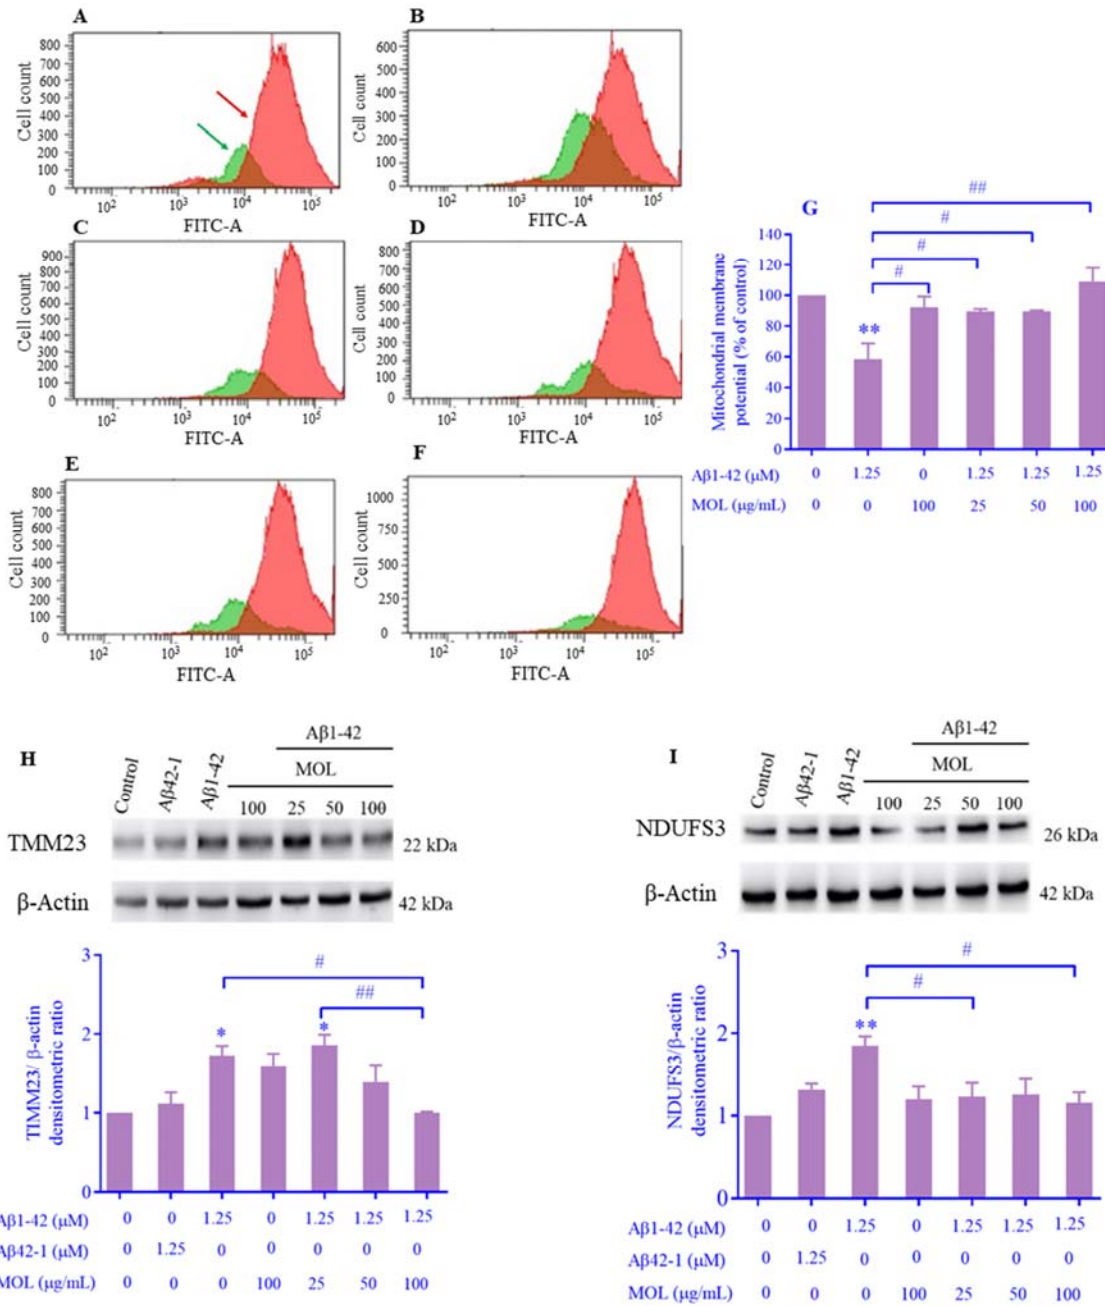 A
Cell count
800
700
600
500
400
300
200
100
0
10² 10³ 10⁴ 10⁵
FITC-A
B
Cell count
600
500
400
300
200
100
0
10² 10³ 10⁴ 10⁵
FITC-A
C
Cell count
900
800
700
600
500
400
300
200
100
0
10² 10³ 10⁴ 10⁵
FITC-A
D
Cell count
800
700
600
500
400
300
200
100
0
10² 10³ 10⁴ 10⁵
FITC-A
E
Cell count
800
700
600
500
400
300
200
100
0
10² 10³ 10⁴ 10⁵
FITC-A
F
Cell count
1000
750
500
250
0
10² 10³ 10⁴ 10⁵
FITC-A
G
##
#
#
#
**
Mitochondrial membrane
potential (% of control)
140
120
100
80
60
40
20
0
Aβ1-42 (μM) 0 1.25 0 1.25 1.25 1.25
MOL (μg/mL) 0 0 100 25 50 100
H
Aβ1-42
MOL
Control Aβ42-1 Aβ1-42 100 25 50 100
TMM23 22 kDa
β-Actin 42 kDa
TIMM23/ β-actin
densitometric ratio
3
2
1
0
#
##
* *
Aβ1-42 (μM) 0 0 1.25 0 1.25 1.25 1.25
Aβ42-1 (μM) 0 1.25 0 0 0 0 0
MOL (μg/mL) 0 0 0 100 25 50 100
I
Aβ1-42
MOL
Control Aβ42-1 Aβ1-42 100 25 50 100
NDUFS3 26 kDa
β-Actin 42 kDa
NDUFS3/β-actin
densitometric ratio
3
2
1
0
#
#
**
Aβ1-42 (μM) 0 0 1.25 0 1.25 1.25 1.25
Aβ42-1 (μM) 0 1.25 0 0 0 0 0
MOL (μg/mL) 0 0 0 100 25 50 100